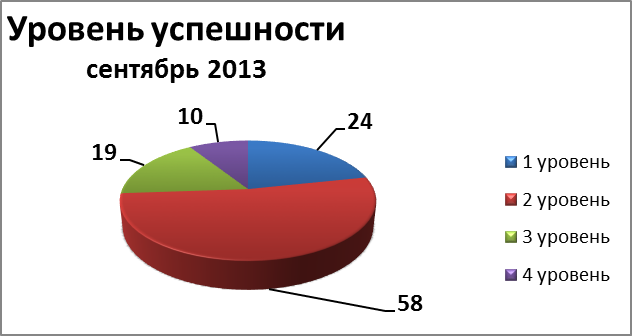 Уровень успешности
сентябрь 2013
10
24
19
58
1 уровень
2 уровень
3 уровень
4 уровень